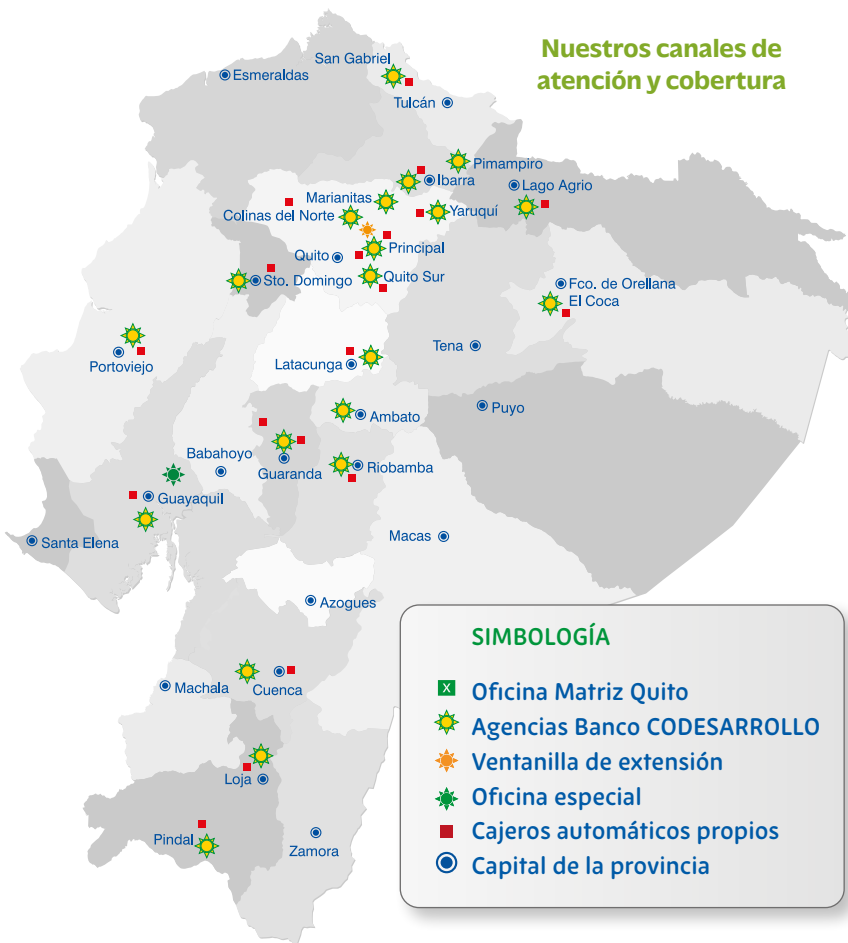 Nuestros canales de
atención y cobertura
San Gabriel
Esmeraldas
Tulcán
Pimampiro
Ibarra
Lago Agrio
Marianitas
Yaruquí
Colinas del Norte
Principal
Quito
Quito Sur
Sto. Domingo
Fco. de Orellana
El Coca
Tena
Portoviejo
Latacunga
Puyo
Ambato
Babahoyo
Guaranda
Riobamba
Guayaquil
Macas
Santa Elena
Azogues
Machala
Cuenca
Loja
Pindal
Zamora
SIMBOLOGÍA
X Oficina Matriz Quito
Agencias Banco CODESARROLLO
Ventanilla de extensión
Oficina especial
Cajeros automáticos propios
Capital de la provincia